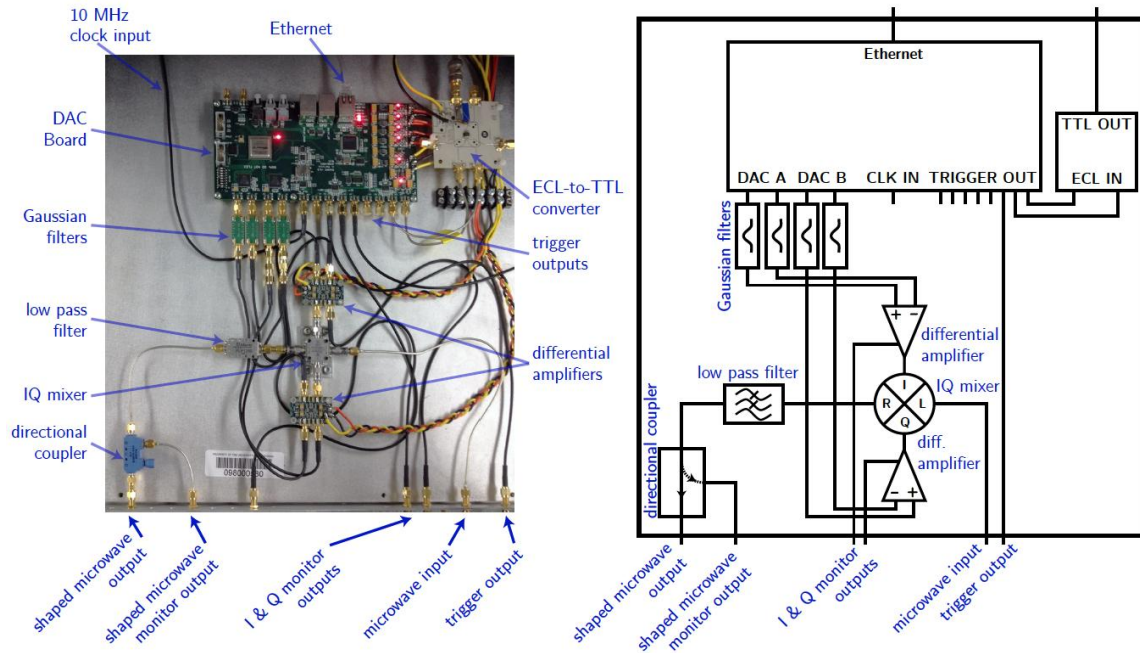 10 MHz
clock input
Ethernet
DAC
Board
ECL-to-TTL
converter
Gaussian
filters
trigger
outputs
low pass
filter
differential
amplifiers
IQ mixer
directional
coupler
098000580
shaped microwave
output
shaped microwave
monitor output
I & Q monitor
outputs
microwave input
trigger output
Ethernet
TTL OUT
ECL IN
DAC A DAC B CLK IN TRIGGER OUT
Gaussian filters
+ −
differential
amplifier
low pass filter
IQ mixer
I
R L
Q
diff.
amplifier
− +
directional coupler
shaped microwave
output
shaped microwave
monitor output
I & Q monitor
outputs
microwave input
trigger output